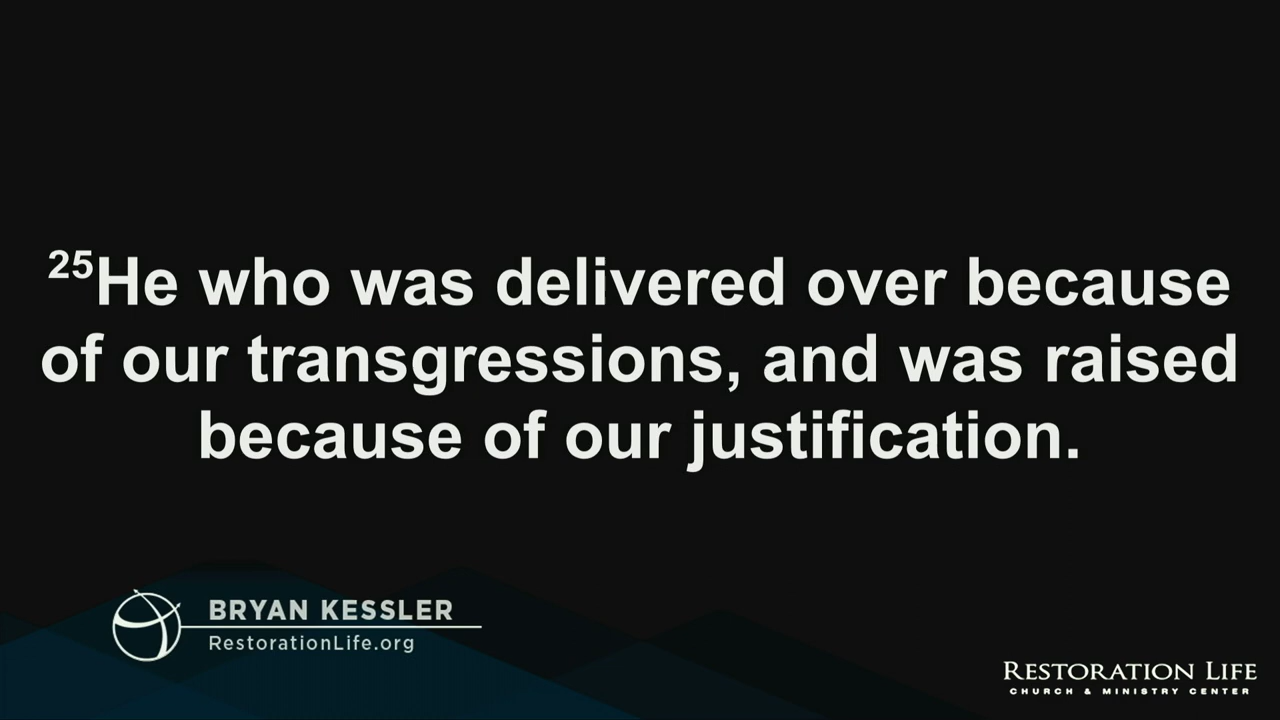 25He who was delivered over because
of our transgressions, and was raised
because of our justification.
BRYAN KESSLER
RestorationLife.org
RESTORATION LIFE
CHURCH & MINISTRY CENTER